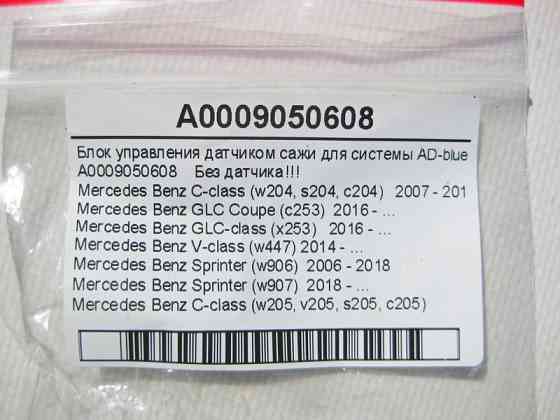 A0009050608
Блок управления датчиком сажи для системы AD-blue
A0009050608 Без датчика!!!
Mercedes Benz C-class (w204, s204, c204) 2007 - 201
Mercedes Benz GLC Coupe (c253) 2016 - ...
Mercedes Benz GLC-class (x253) 2016 - ...
Mercedes Benz V-class (w447) 2014 - ...
Mercedes Benz Sprinter (w906) 2006 - 2018
Mercedes Benz Sprinter (w907) 2018 - ...
Mercedes Benz C-class (w205, v205, s205, c205)